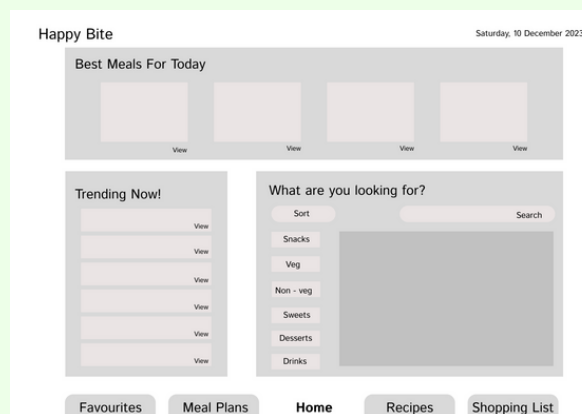 Happy Bite
Saturday, 10 December 2023
Best Meals For Today
View View View View
Trending Now!
View
View
View
View
View
View
What are you looking for?
Sort Search
Snacks
Veg
Non - veg
Sweets
Desserts
Drinks
Favourites Meal Plans Home Recipes Shopping List